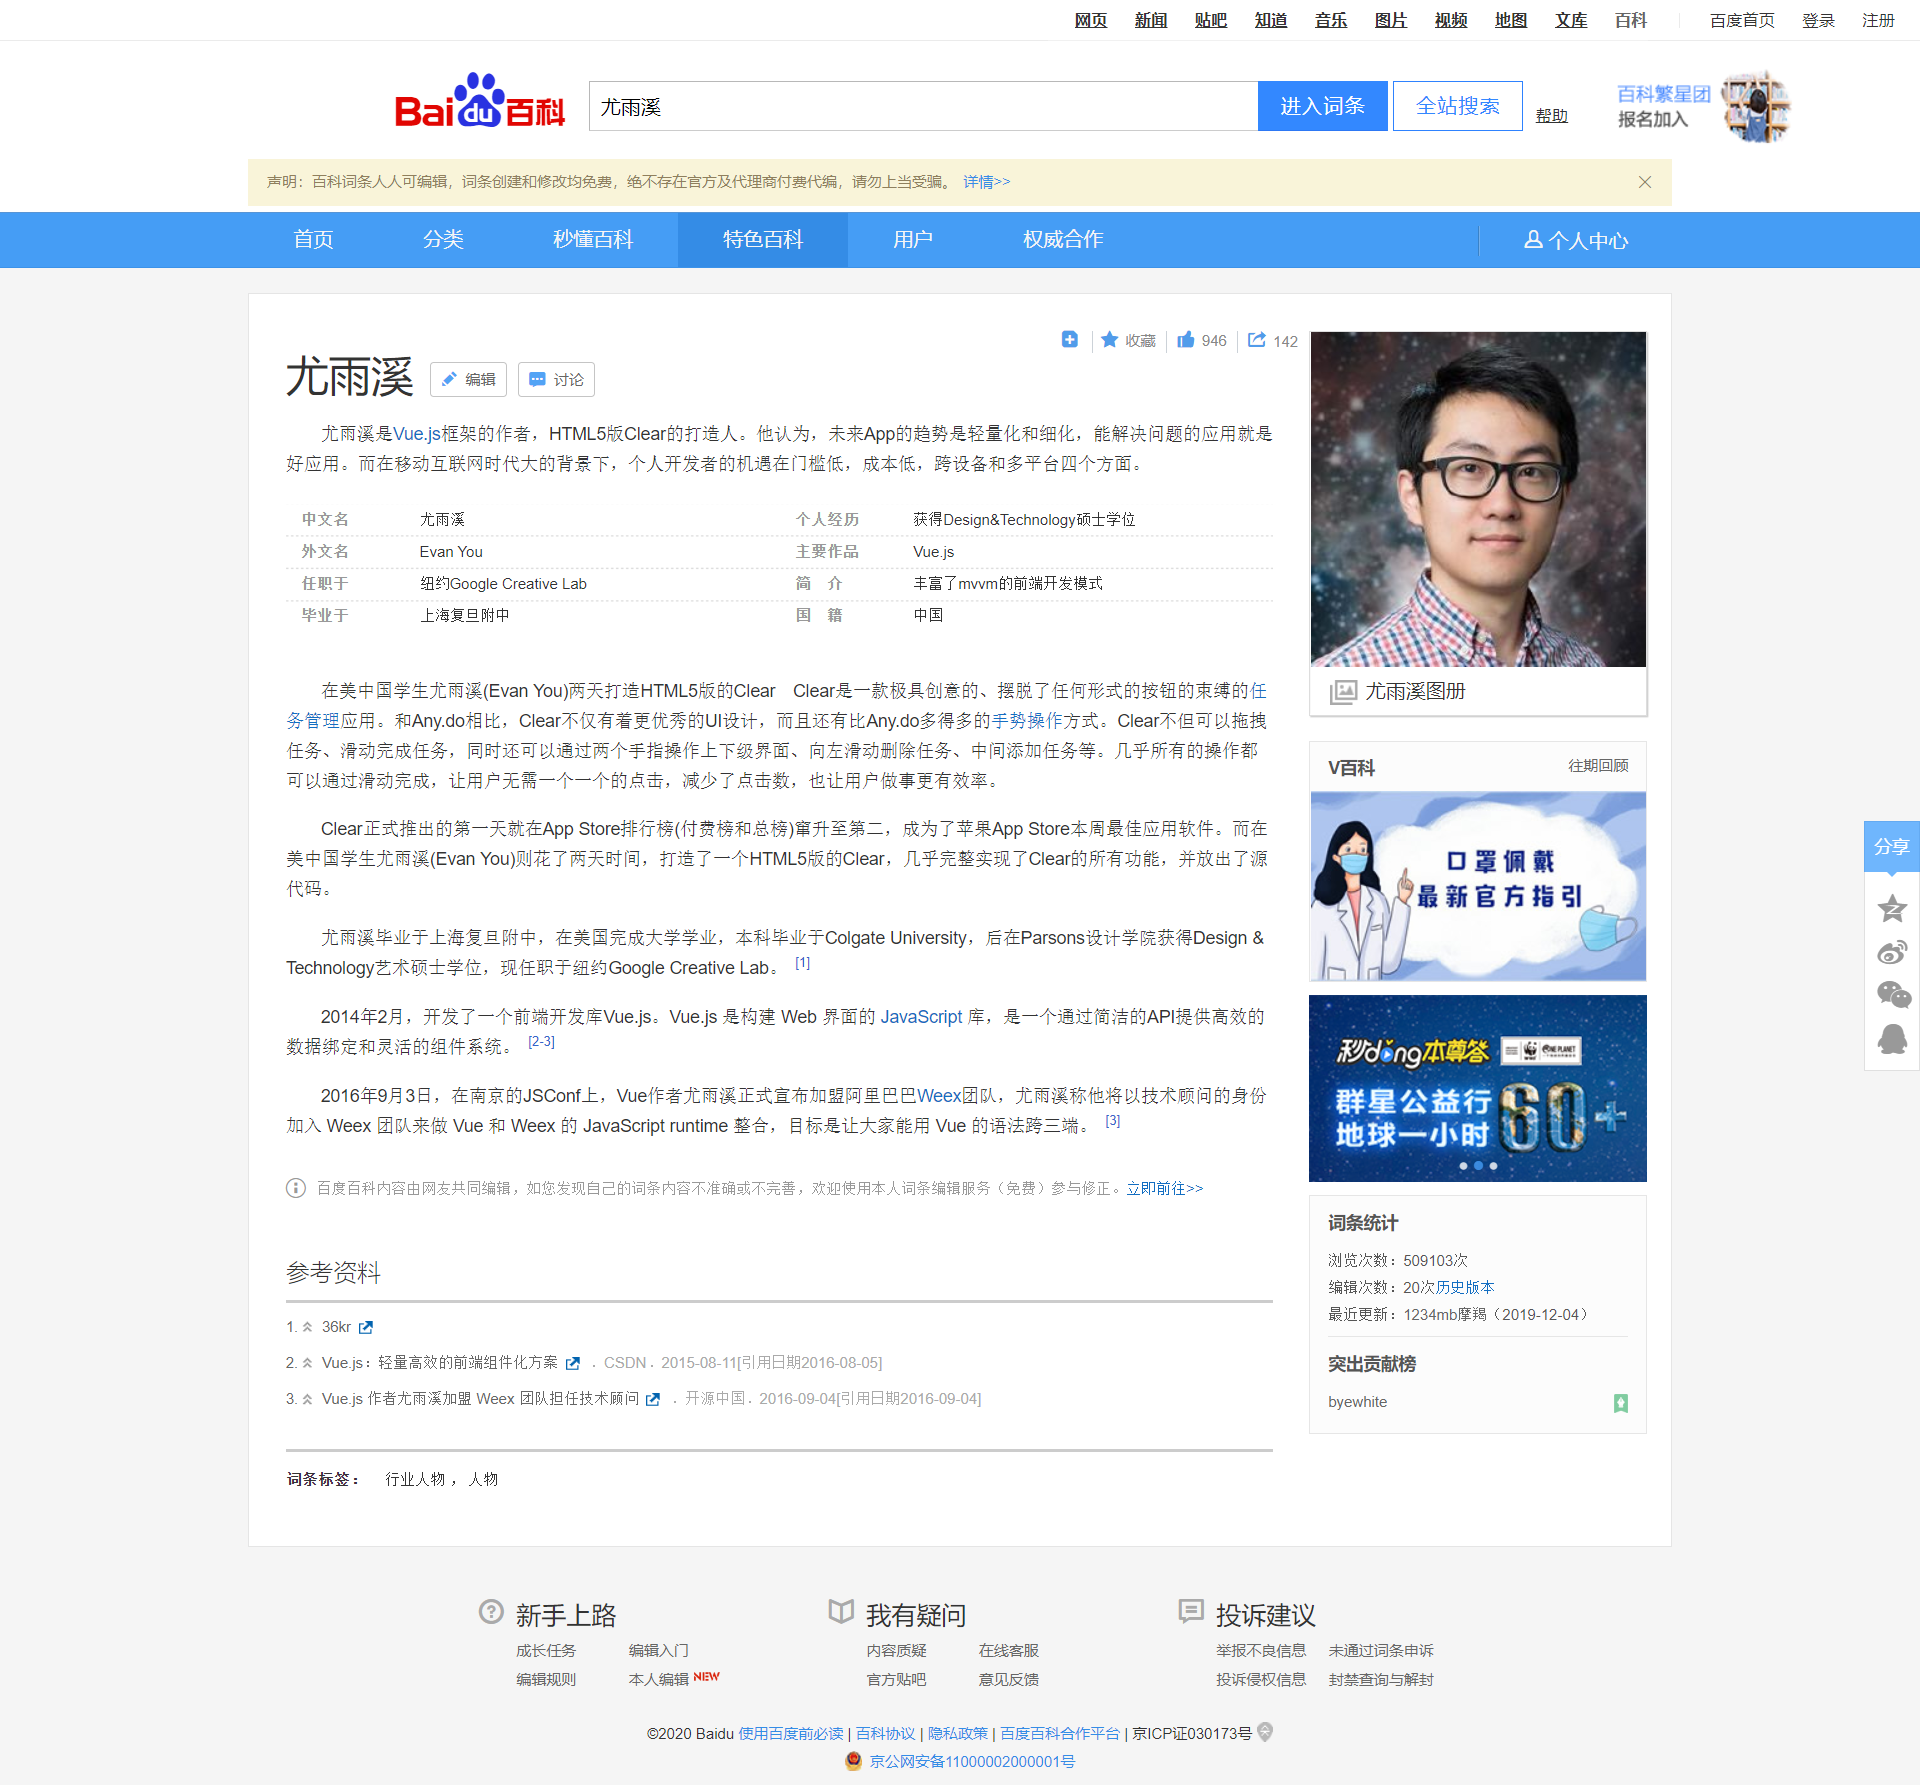 网页 新闻 贴吧 知道 音乐 图片 视频 地图 文库 百科 百度首页 登录 注册
Bai du 百科
尤雨溪
进入词条 全站搜索 帮助
百科繁星团
报名加入
声明：百科词条人人可编辑，词条创建和修改均免费，绝不存在官方及代理商付费代编，请勿上当受骗。 详情>>
首页 分类 秒懂百科 特色百科 用户 权威合作 个人中心
收藏 946 142
尤雨溪 编辑 讨论
尤雨溪是Vue.js框架的作者，HTML5版Clear的打造人。他认为，未来App的趋势是轻量化和细化，能解决问题的应用就是
好应用。而在移动互联网时代大的背景下，个人开发者的机遇在门槛低，成本低，跨设备和多平台四个方面。
中文名 尤雨溪 个人经历 获得Design&Technology硕士学位
外文名 Evan You 主要作品 Vue.js
任职于 纽约Google Creative Lab 简 介 丰富了mvvm的前端开发模式
毕业于 上海复旦附中 国 籍 中国
在美中国学生尤雨溪(Evan You)两天打造HTML5版的Clear Clear是一款极具创意的、摆脱了任何形式的按钮的束缚的任
务管理应用。和Any.do相比，Clear不仅有着更优秀的UI设计，而且还有比Any.do多得多的手势操作方式。Clear不但可以拖拽
任务、滑动完成任务，同时还可以通过两个手指操作上下级界面、向左滑动删除任务、中间添加任务等。几乎所有的操作都
可以通过滑动完成，让用户无需一个一个的点击，减少了点击数，也让用户做事更有效率。
Clear正式推出的第一天就在App Store排行榜(付费榜和总榜)窜升至第二，成为了苹果App Store本周最佳应用软件。而在
美中国学生尤雨溪(Evan You)则花了两天时间，打造了一个HTML5版的Clear，几乎完整实现了Clear的所有功能，并放出了源
代码。
尤雨溪毕业于上海复旦附中，在美国完成大学学业，本科毕业于Colgate University，后在Parsons设计学院获得Design &
Technology艺术硕士学位，现任职于纽约Google Creative Lab。 [1]
2014年2月，开发了一个前端开发库Vue.js。Vue.js 是构建 Web 界面的 JavaScript 库，是一个通过简洁的API提供高效的
数据绑定和灵活的组件系统。 [2-3]
2016年9月3日，在南京的JSConf上，Vue作者尤雨溪正式宣布加盟阿里巴巴Weex团队，尤雨溪称他将以技术顾问的身份
加入 Weex 团队来做 Vue 和 Weex 的 JavaScript runtime 整合，目标是让大家能用 Vue 的语法跨三端。 [3]
百度百科内容由网友共同编辑，如您发现自己的词条内容不准确或不完善，欢迎使用本人词条编辑服务（免费）参与修正。立即前往>>
参考资料
1. 36kr
2. Vue.js：轻量高效的前端组件化方案 ．CSDN．2015-08-11[引用日期2016-08-05]
3. Vue.js 作者尤雨溪加盟 Weex 团队担任技术顾问 ．开源中国．2016-09-04[引用日期2016-09-04]
词条标签： 行业人物 ， 人物
尤雨溪图册
V百科 往期回顾
口罩佩戴
最新官方指引
秒dong本尊答 WWF ONE PLANET
群星公益行
地球一小时 60+
词条统计
浏览次数：509103次
编辑次数：20次历史版本
最近更新：1234mb摩羯（2019-12-04）
突出贡献榜
byewhite
分享
新手上路 我有疑问 投诉建议
成长任务 编辑入门 内容质疑 在线客服 举报不良信息 未通过词条申诉
编辑规则 本人编辑 NEW 官方贴吧 意见反馈 投诉侵权信息 封禁查询与解封
©2020 Baidu 使用百度前必读 | 百科协议 | 隐私政策 | 百度百科合作平台 | 京ICP证030173号
京公网安备11000002000001号